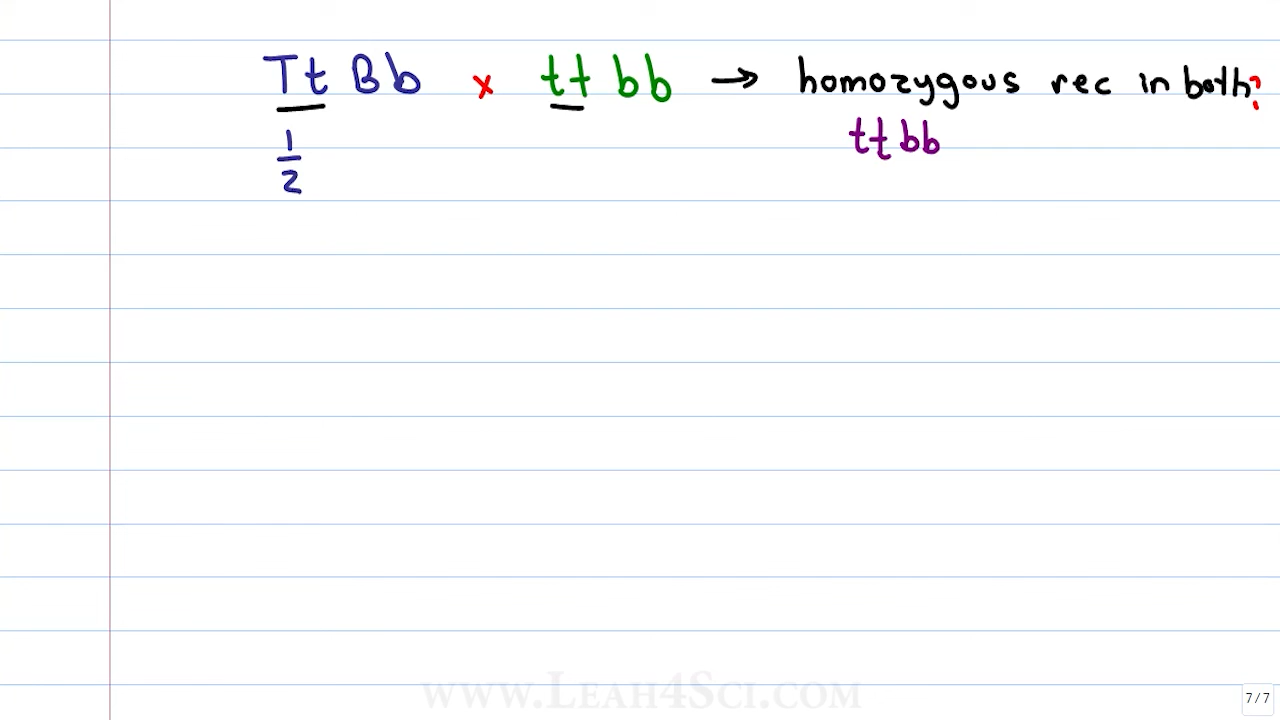 Tt Bb x tt bb → homozygous rec in both?
1/2 ttbb
www.Leah4Sci.com
7/7